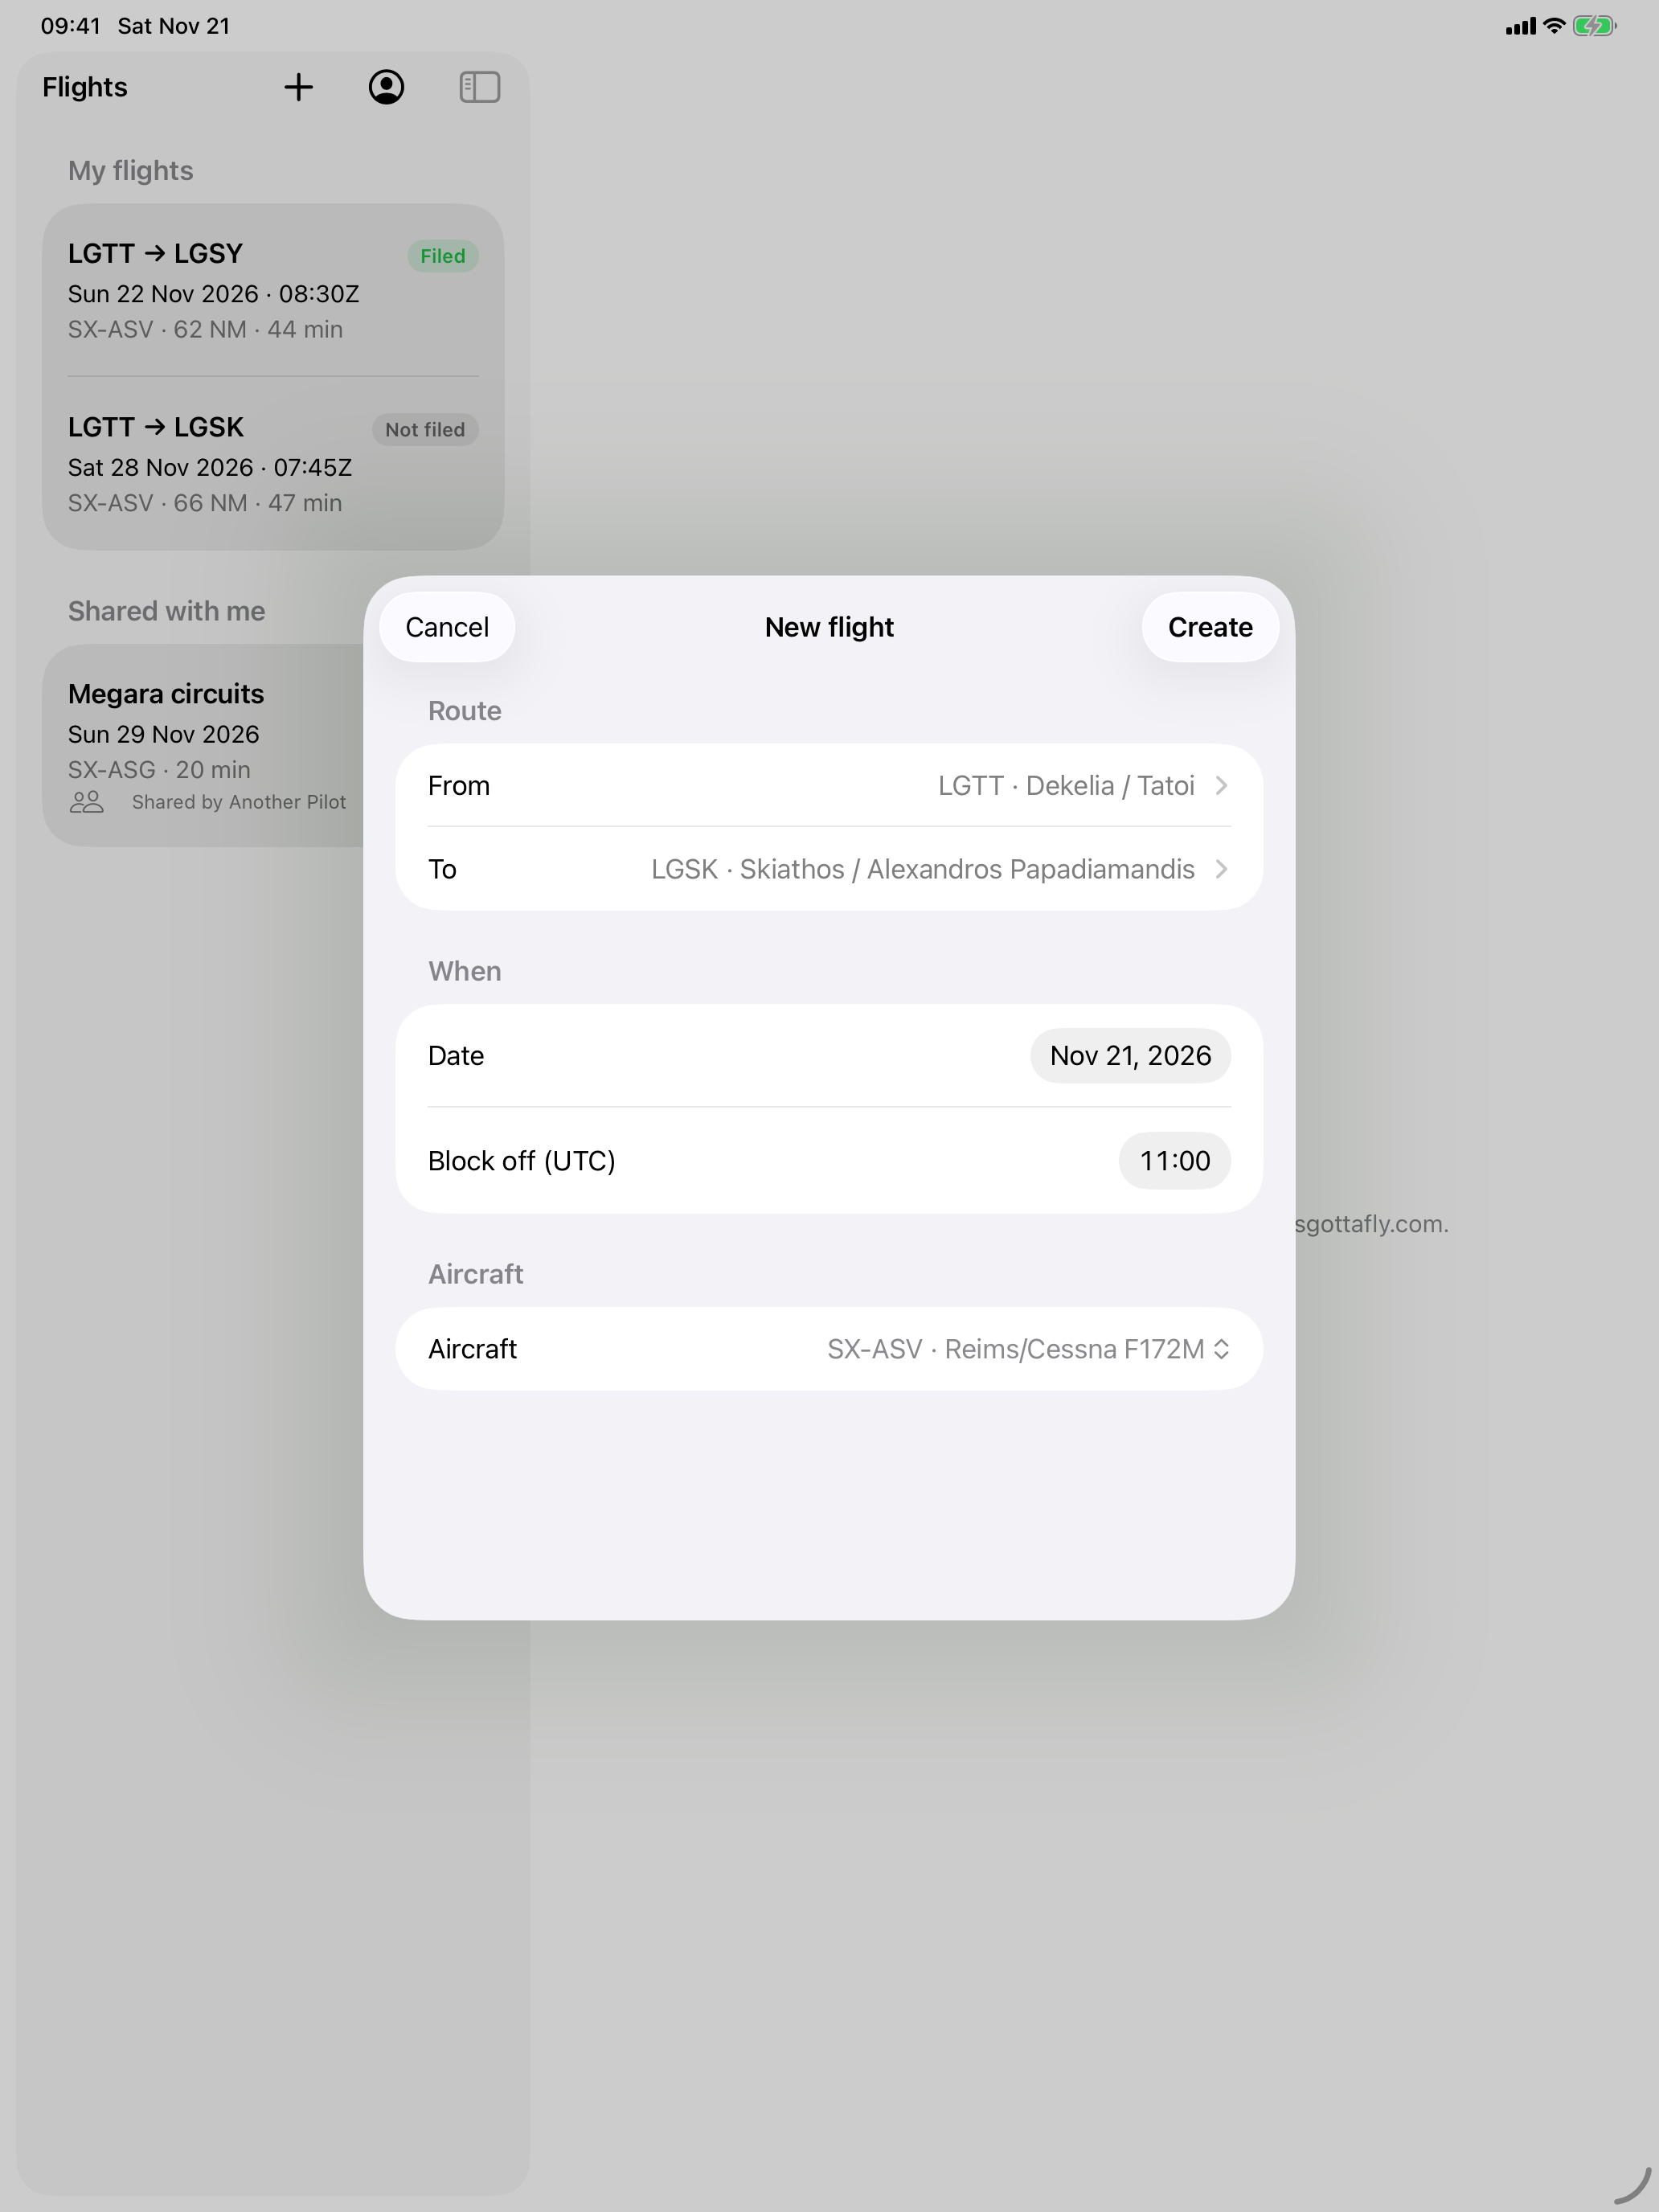 09:41 Sat Nov 21
Flights
My flights
LGTT → LGSY
Filed
Sun 22 Nov 2026 · 08:30Z
SX-ASV · 62 NM · 44 min
LGTT → LGSK
Not filed
Sat 28 Nov 2026 · 07:45Z
SX-ASV · 66 NM · 47 min
Shared with me
Megara circuits
Sun 29 Nov 2026
SX-ASG · 20 min
Shared by Another Pilot
Cancel
New flight
Create
Route
From
LGTT · Dekelia / Tatoi
To
LGSK · Skiathos / Alexandros Papadiamandis
When
Date
Nov 21, 2026
Block off (UTC)
11:00
sgottafly.com.
Aircraft
Aircraft
SX-ASV · Reims/Cessna F172M